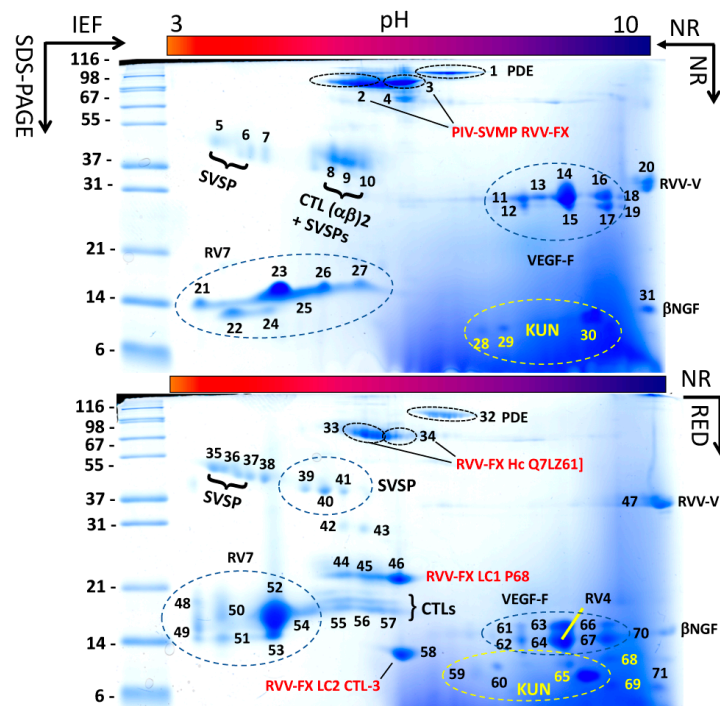 IEF 3 pH 10 NR
SDS-PAGE
NR
116 -
98 -
67 -
55 -
37 -
31 -
21 -
14 -
6 -
1 PDE
2 4 3
PIV-SVMP RVV-FX
5 6 7
SVSP
8 9 10
CTL (αβ)2
+ SVSPs
11 13 14 16 18
12 15 17 19
20
RVV-V
VEGF-F
RV7
21 23 26 27
22 24 25
31
βNGF
KUN
28 29 30
NR
RED
116 -
98 -
67 -
55 -
37 -
31 -
21 -
14 -
6 -
32 PDE
33 34
RVV-FX Hc Q7LZ61]
35 36 37 38
SVSP
39 41
40
SVSP
47 RVV-V
42 43
44 45 46 RVV-FX LC1 P68
RV7
52
48 50
49 51 53 54
55 56 57
CTLs
58
RVV-FX LC2 CTL-3
VEGF-F RV4
61 63 66
62 64 67 70
βNGF
59 60 65 68
KUN
69 71